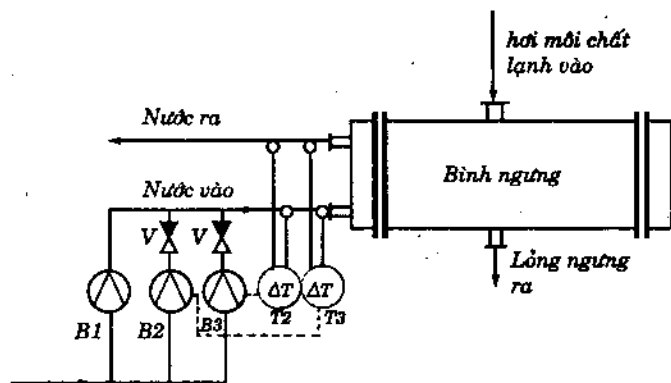 hơi môi chất
lạnh vào
Nước ra
Bình ngưng
Nước vào
V V
Lỏng ngưng
ra
ΔT ΔT
B1 B2 B3 T2 T3